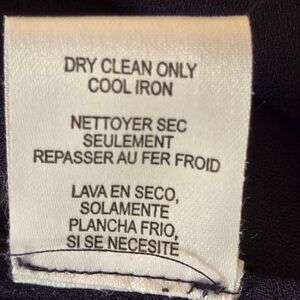 DRY CLEAN ONLY
COOL IRON
NETTOYER SEC
SEULEMENT
REPASSER AU FER FROID
LAVA EN SECO,
SOLAMENTE
PLANCHA FRIO,
SI SE NECESITE